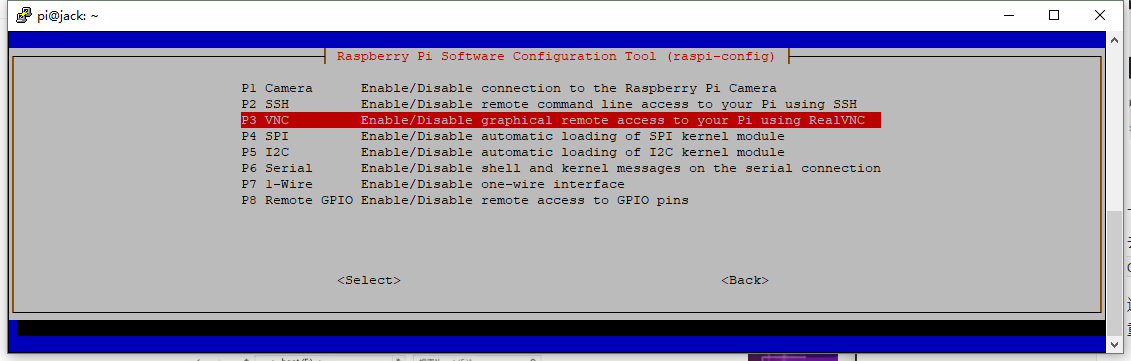 pi@jack: ~
Raspberry Pi Software Configuration Tool (raspi-config)
P1 Camera Enable/Disable connection to the Raspberry Pi Camera
P2 SSH Enable/Disable remote command line access to your Pi using SSH
P3 VNC Enable/Disable graphical remote access to your Pi using RealVNC
P4 SPI Enable/Disable automatic loading of SPI kernel module
P5 I2C Enable/Disable automatic loading of I2C kernel module
P6 Serial Enable/Disable shell and kernel messages on the serial connection
P7 1-Wire Enable/Disable one-wire interface
P8 Remote GPIO Enable/Disable remote access to GPIO pins
<Select> <Back>